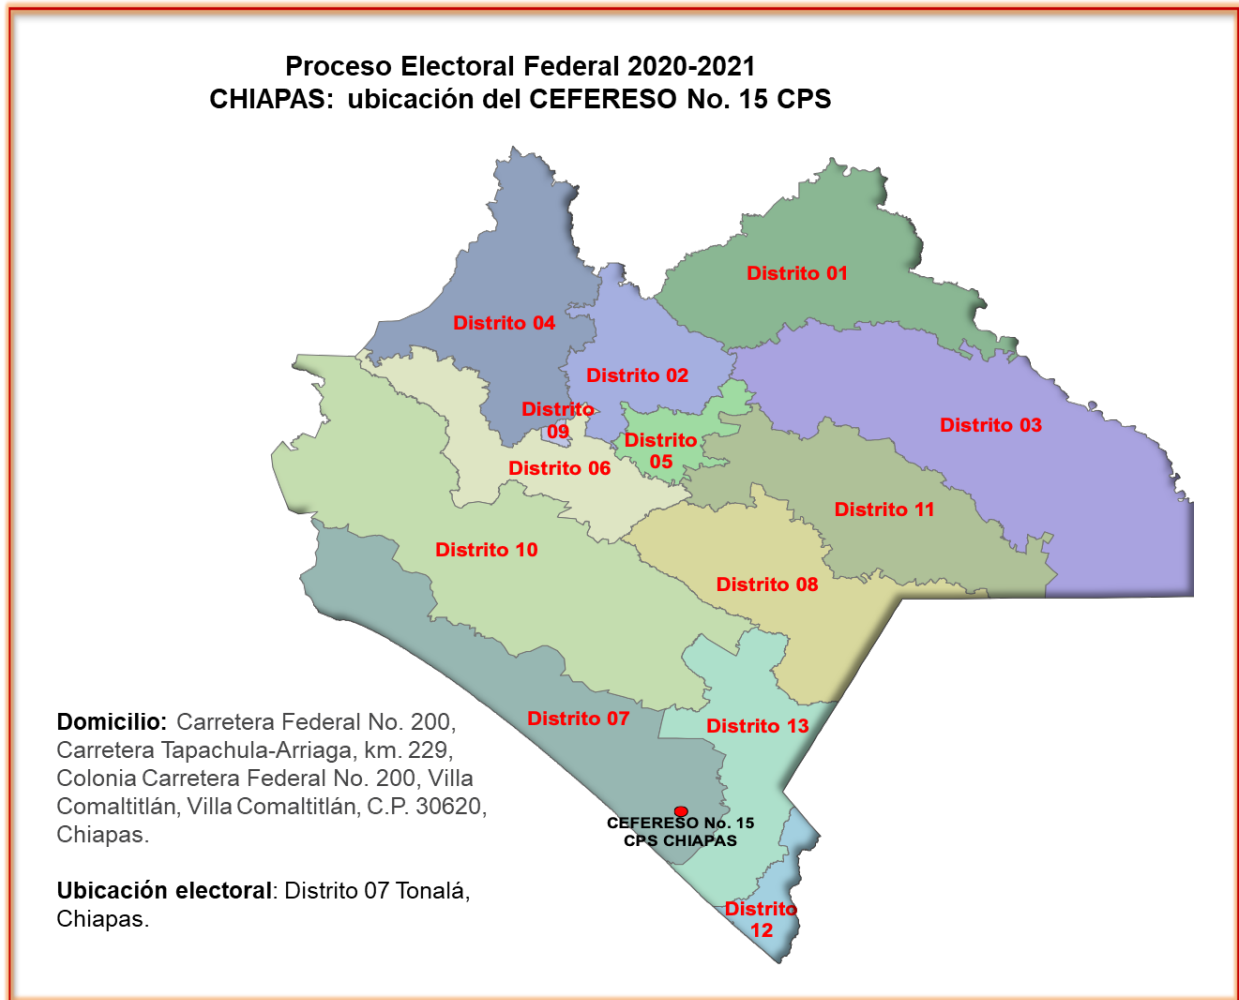 Proceso Electoral Federal 2020-2021
CHIAPAS: ubicación del CEFERESO No. 15 CPS
Distrito 01
Distrito 04
Distrito 02
Distrito
09
Distrito 03
Distrito
05
Distrito 06
Distrito 11
Distrito 10
Distrito 08
Distrito 07
Distrito 13
CEFERESO No. 15
CPS CHIAPAS
Distrito
12
Domicilio: Carretera Federal No. 200,
Carretera Tapachula-Arriaga, km. 229,
Colonia Carretera Federal No. 200, Villa
Comaltitlán, Villa Comaltitlán, C.P. 30620,
Chiapas.
Ubicación electoral: Distrito 07 Tonalá,
Chiapas.